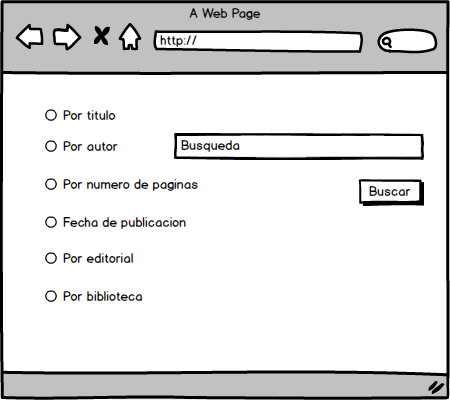 A Web Page
http://
Por titulo
Por autor
Busqueda
Por numero de paginas
Buscar
Fecha de publicacion
Por editorial
Por biblioteca